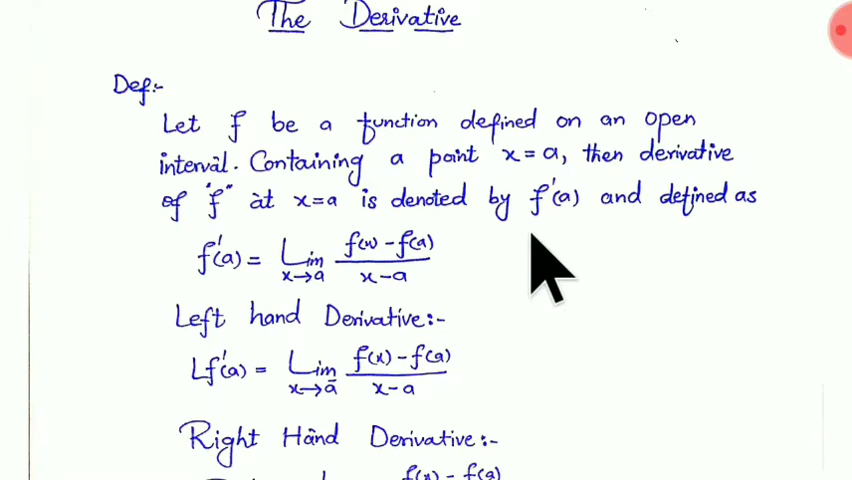 The Derivative
Def:-
Let f be a function defined on an open
interval. Containing a point x = a, then derivative
of "f" at x=a is denoted by f'(a) and defined as
f'(a) = Lim x→a f(x) - f(a) / x-a
Left hand Derivative:-
Lf'(a) = Lim x→a⁻ f(x) - f(a) / x-a
Right Hand Derivative:-
f(x) - f(a)